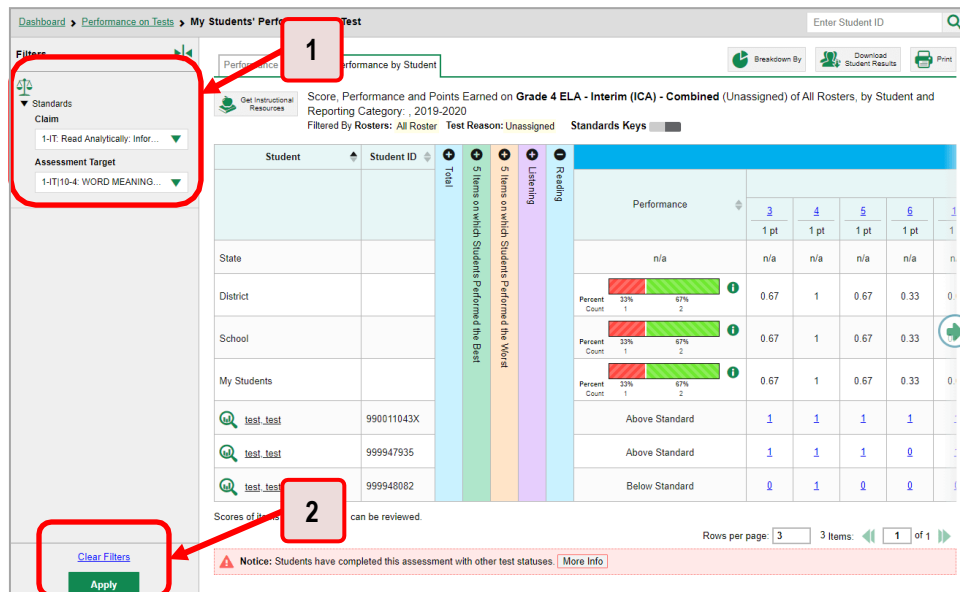 Dashboard > Performance on Tests > My Students' Test
Enter Student ID
Filters
1
Performance by Student
Breakdown By
Download Student Results
Print
Standards
Claim
1-IT: Read Analytically: Infor...
Assessment Target
1-IT|10-4: WORD MEANING...
Get Instructional Resources
Score, Performance and Points Earned on Grade 4 ELA - Interim (ICA) - Combined (Unassigned) of All Rosters, by Student and
Reporting Category: , 2019-2020
Filtered By Rosters: All Roster Test Reason: Unassigned Standards Keys
Student Student ID
Total
5 Items on which Students Performed the Best
5 Items on which Students Performed the Worst
Listening
Reading
Performance 3 4 5 6 1
1 pt 1 pt 1 pt 1 pt 1
State n/a n/a n/a n/a n/a n.
District Percent 33% 67% Count 1 2 0.67 1 0.67 0.33 0.
School Percent 33% 67% Count 1 2 0.67 1 0.67 0.33
My Students Percent 33% 67% Count 1 2 0.67 1 0.67 0.33 0.
test, test 990011043X Above Standard 1 1 1 1
test, test 999947935 Above Standard 1 1 1 0
test, test 999948082 Below Standard 0 1 0 0
Scores of can be reviewed.
2
Rows per page: 3 3 Items: 1 of 1
Clear Filters
Apply
Notice: Students have completed this assessment with other test statuses. More Info